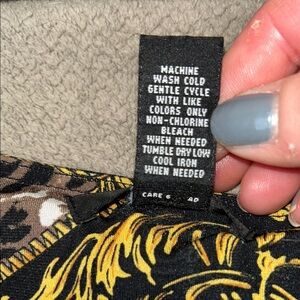 MACHINE
WASH COLD
GENTLE CYCLE
WITH LIKE
COLORS ONLY
NON-CHLORINE
BLEACH
WHEN NEEDED
TUMBLE DRY LOW
COOL IRON
WHEN NEEDED
CARE 6 AD